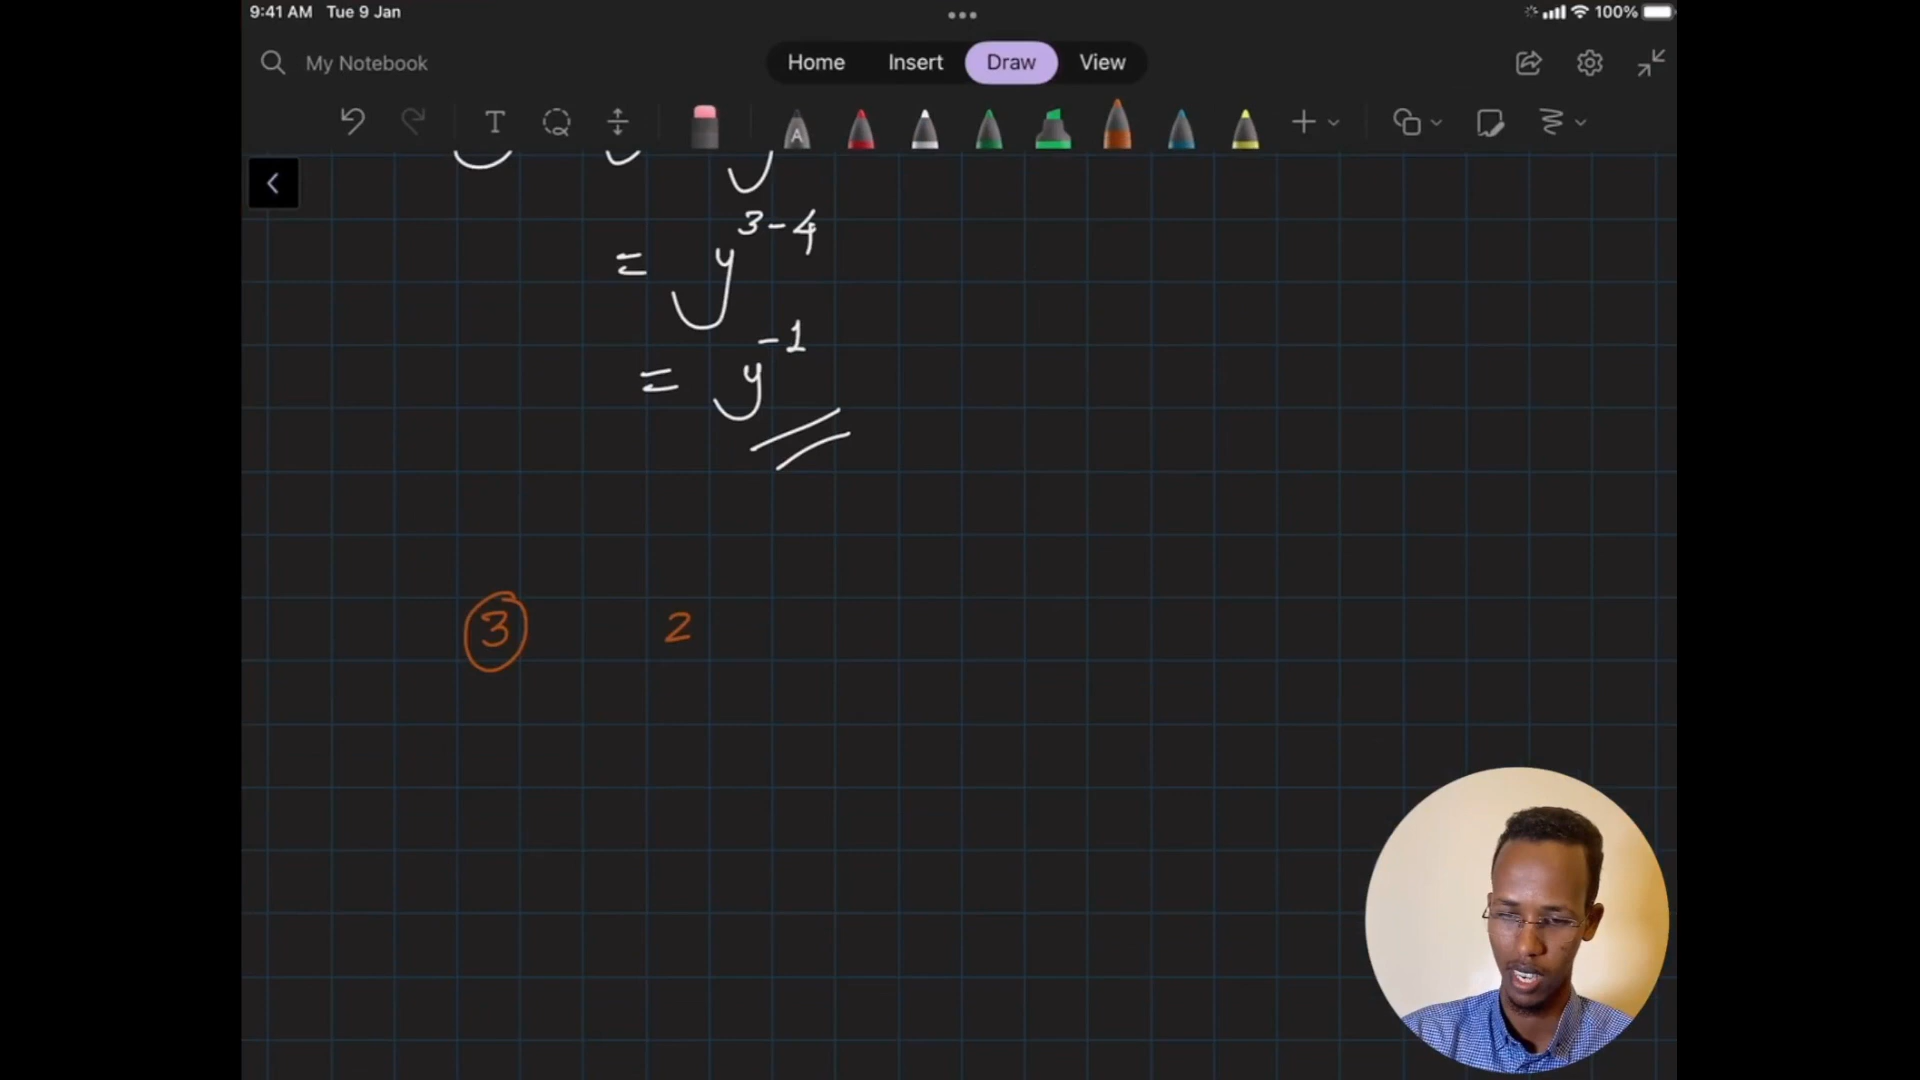 9:41 AM Tue 9 Jan 100%
My Notebook Home Insert Draw View
T A
= y^{3-4}
= y^{-1}
③ 2